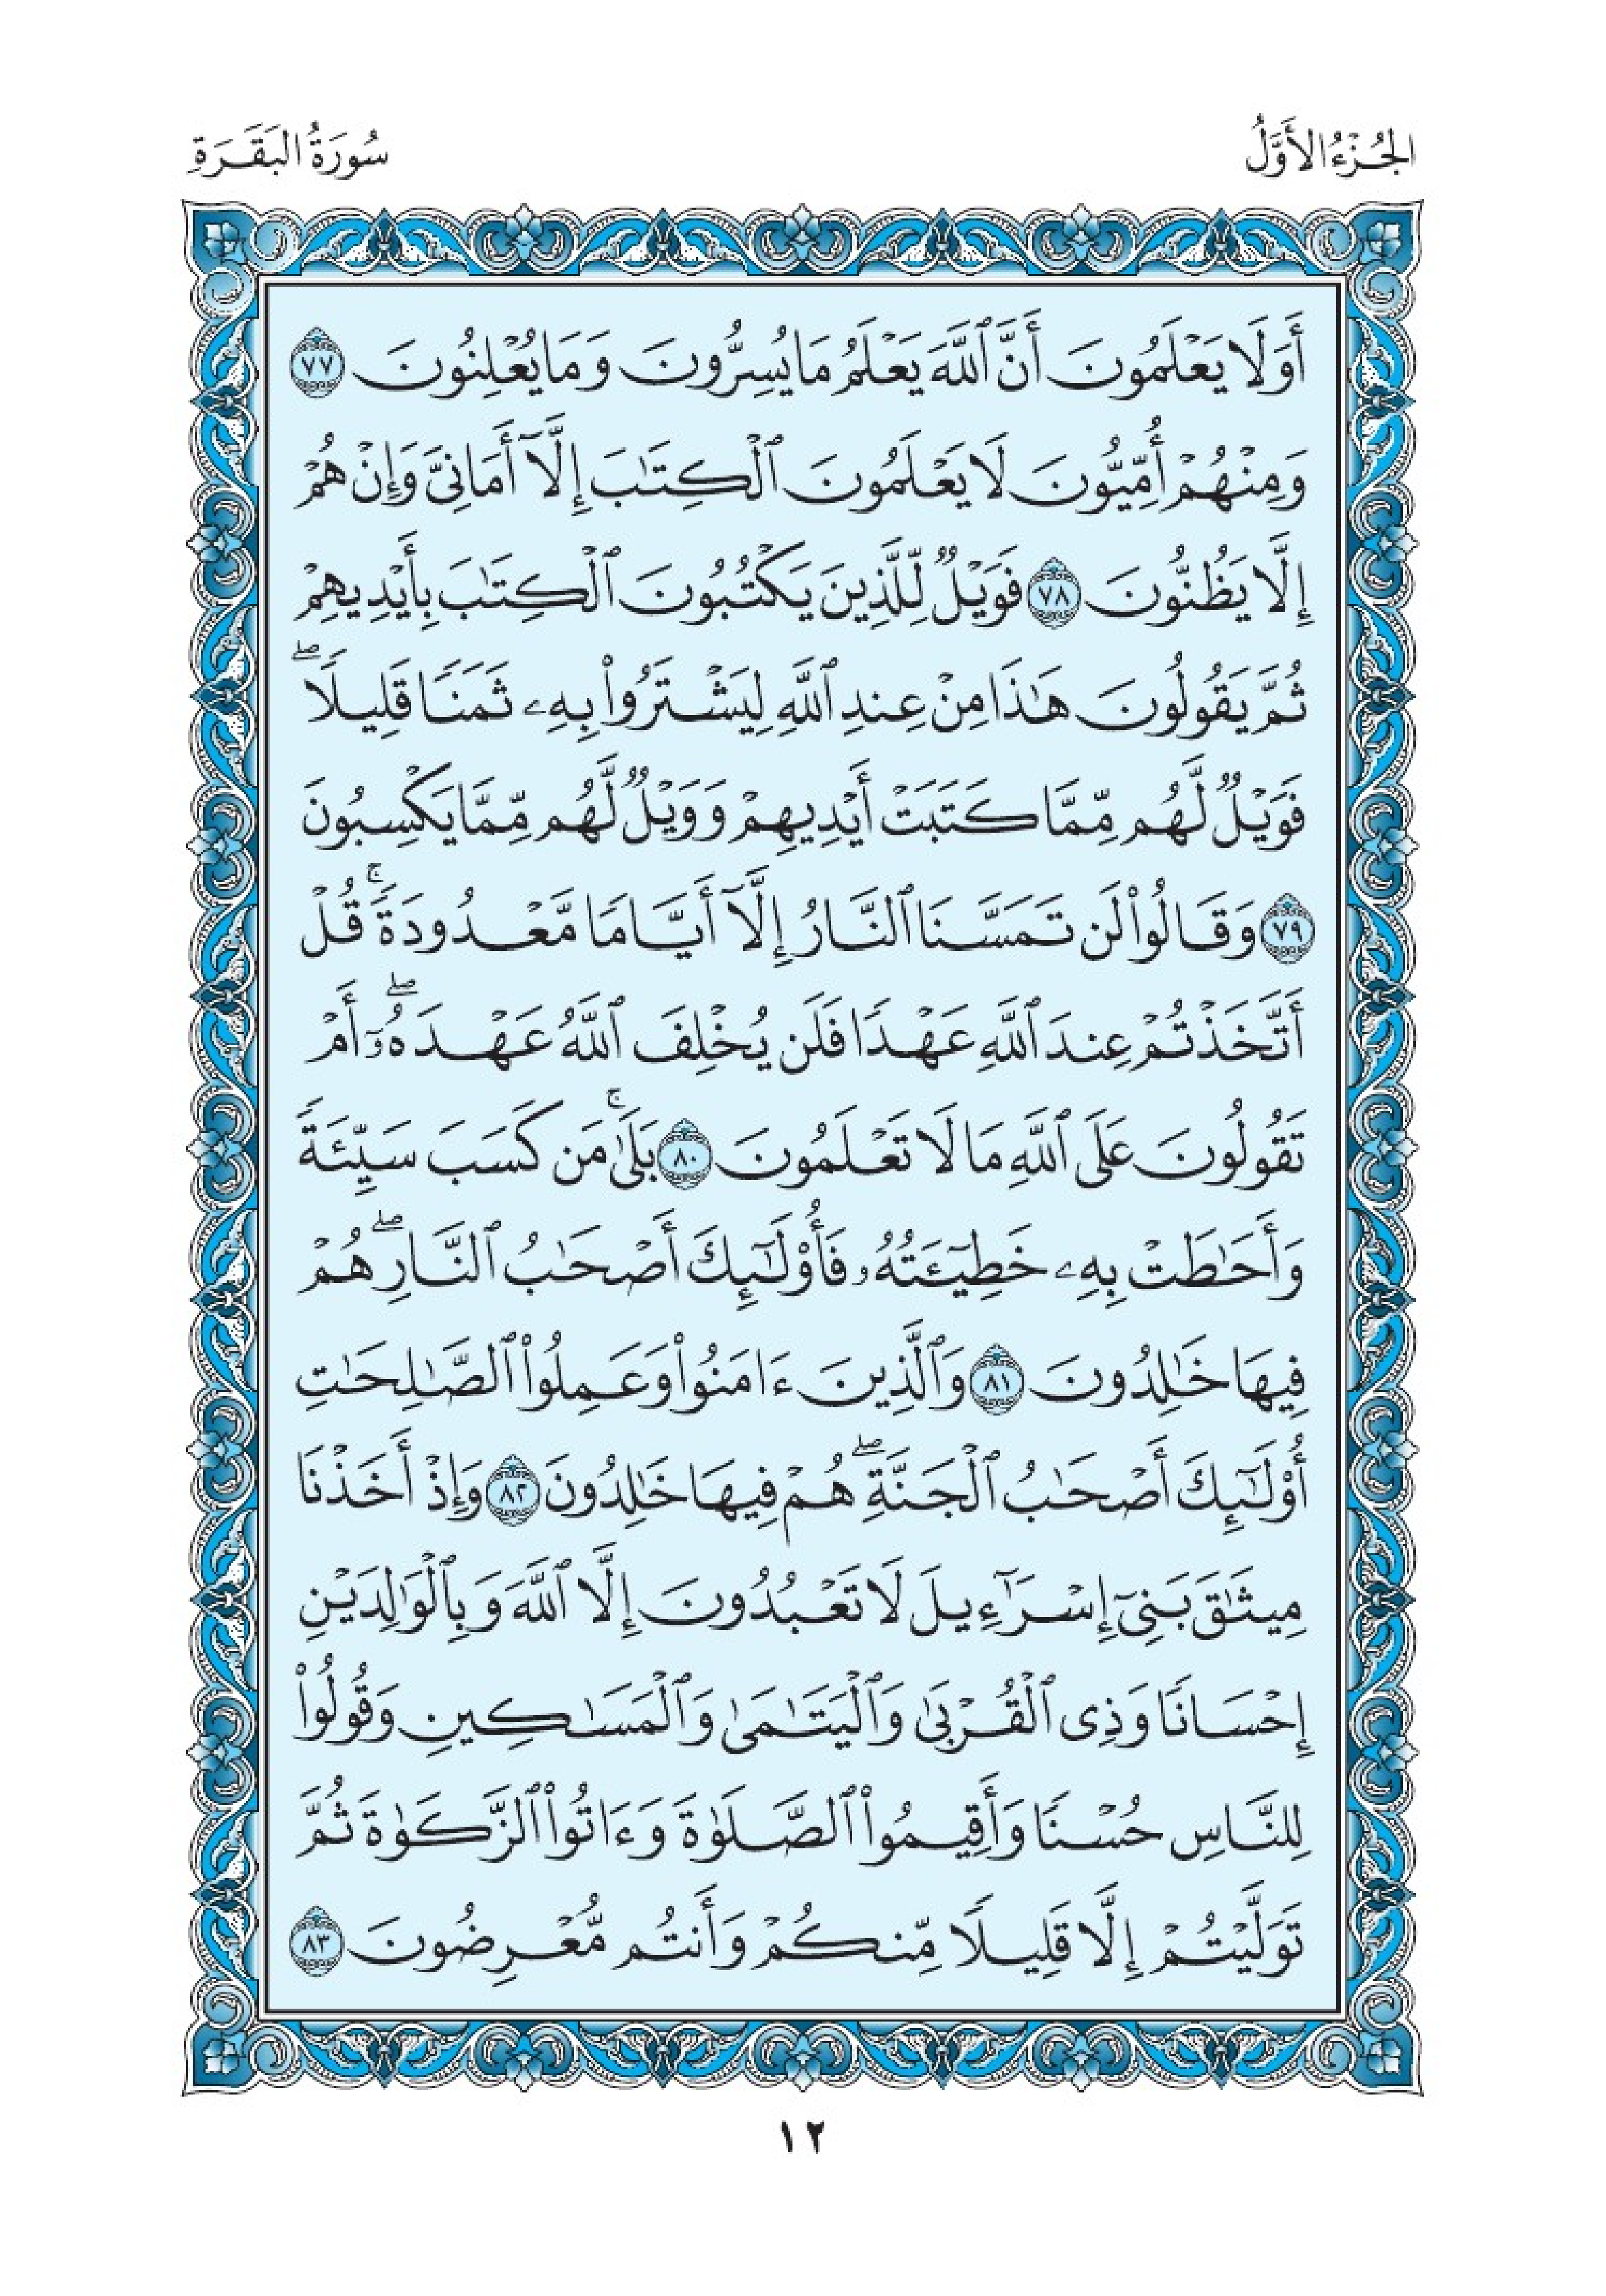 الجُزْءُ الأَوَّلُ
سُورَةُ البَقَرَةِ
أَوَلَا يَعْلَمُونَ أَنَّ ٱللَّهَ يَعْلَمُ مَا يُسِرُّونَ وَمَا يُعْلِنُونَ ٧٧
وَمِنْهُمْ أُمِّيُّونَ لَا يَعْلَمُونَ ٱلْكِتَٰبَ إِلَّآ أَمَانِىَّ وَإِنْ هُمْ
إِلَّا يَظُنُّونَ ٧٨ فَوَيْلٌ لِّلَّذِينَ يَكْتُبُونَ ٱلْكِتَٰبَ بِأَيْدِيهِمْ
ثُمَّ يَقُولُونَ هَٰذَا مِنْ عِندِ ٱللَّهِ لِيَشْتَرُوا۟ بِهِۦ ثَمَنًا قَلِيلًا ۖ
فَوَيْلٌ لَّهُم مِّمَّا كَتَبَتْ أَيْدِيهِمْ وَوَيْلٌ لَّهُم مِّمَّا يَكْسِبُونَ
٧٩ وَقَالُوا۟ لَن تَمَسَّنَا ٱلنَّارُ إِلَّآ أَيَّامًا مَّعْدُودَةً ۚ قُلْ
أَتَّخَذْتُمْ عِندَ ٱللَّهِ عَهْدًا فَلَن يُخْلِفَ ٱللَّهُ عَهْدَهُۥٓ ۖ أَمْ
تَقُولُونَ عَلَى ٱللَّهِ مَا لَا تَعْلَمُونَ ٨٠ بَلَىٰ ۚ مَن كَسَبَ سَيِّئَةً
وَأَحَٰطَتْ بِهِۦ خَطِيٓـَٔتُهُۥ فَأُو۟لَٰٓئِكَ أَصْحَٰبُ ٱلنَّارِ ۖ هُمْ
فِيهَا خَٰلِدُونَ ٨١ وَٱلَّذِينَ ءَامَنُوا۟ وَعَمِلُوا۟ ٱلصَّٰلِحَٰتِ
أُو۟لَٰٓئِكَ أَصْحَٰبُ ٱلْجَنَّةِ ۖ هُمْ فِيهَا خَٰلِدُونَ ٨٢ وَإِذْ أَخَذْنَا
مِيثَٰقَ بَنِىٓ إِسْرَٰٓءِيلَ لَا تَعْبُدُونَ إِلَّا ٱللَّهَ وَبِٱلْوَٰلِدَيْنِ
إِحْسَانًا وَذِى ٱلْقُرْبَىٰ وَٱلْيَتَٰمَىٰ وَٱلْمَسَٰكِينِ وَقُولُوا۟
لِلنَّاسِ حُسْنًا وَأَقِيمُوا۟ ٱلصَّلَوٰةَ وَءَاتُوا۟ ٱلزَّكَوٰةَ ثُمَّ
تَوَلَّيْتُمْ إِلَّا قَلِيلًا مِّنكُمْ وَأَنتُم مُّعْرِضُونَ ٨٣
١٢